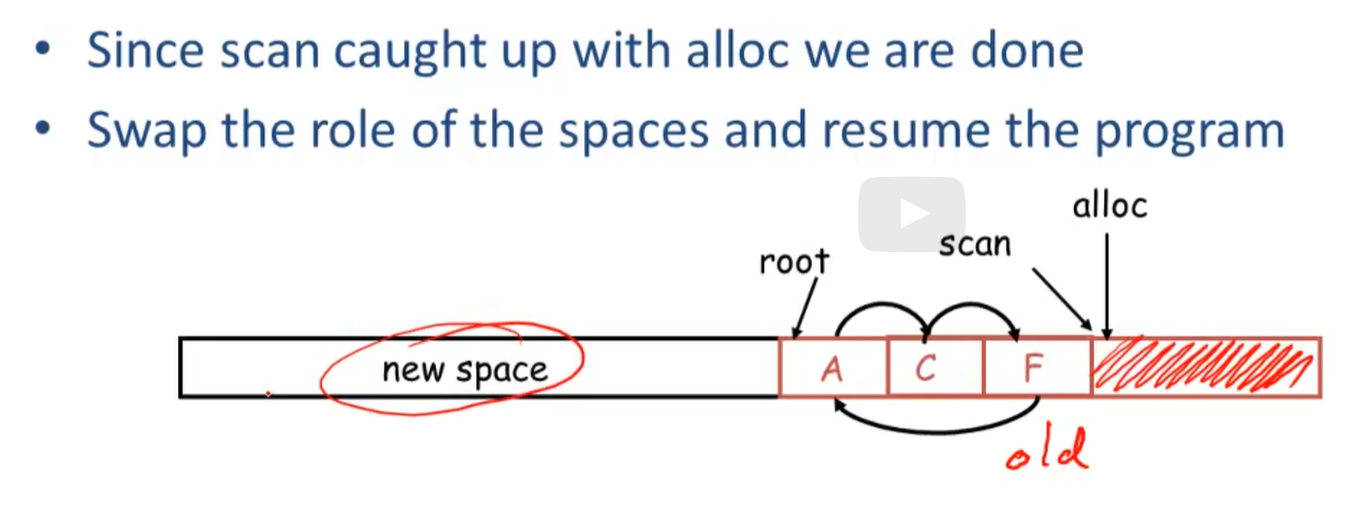 • Since scan caught up with alloc we are done
• Swap the role of the spaces and resume the program
alloc
scan
root
new space
A
C
F
old